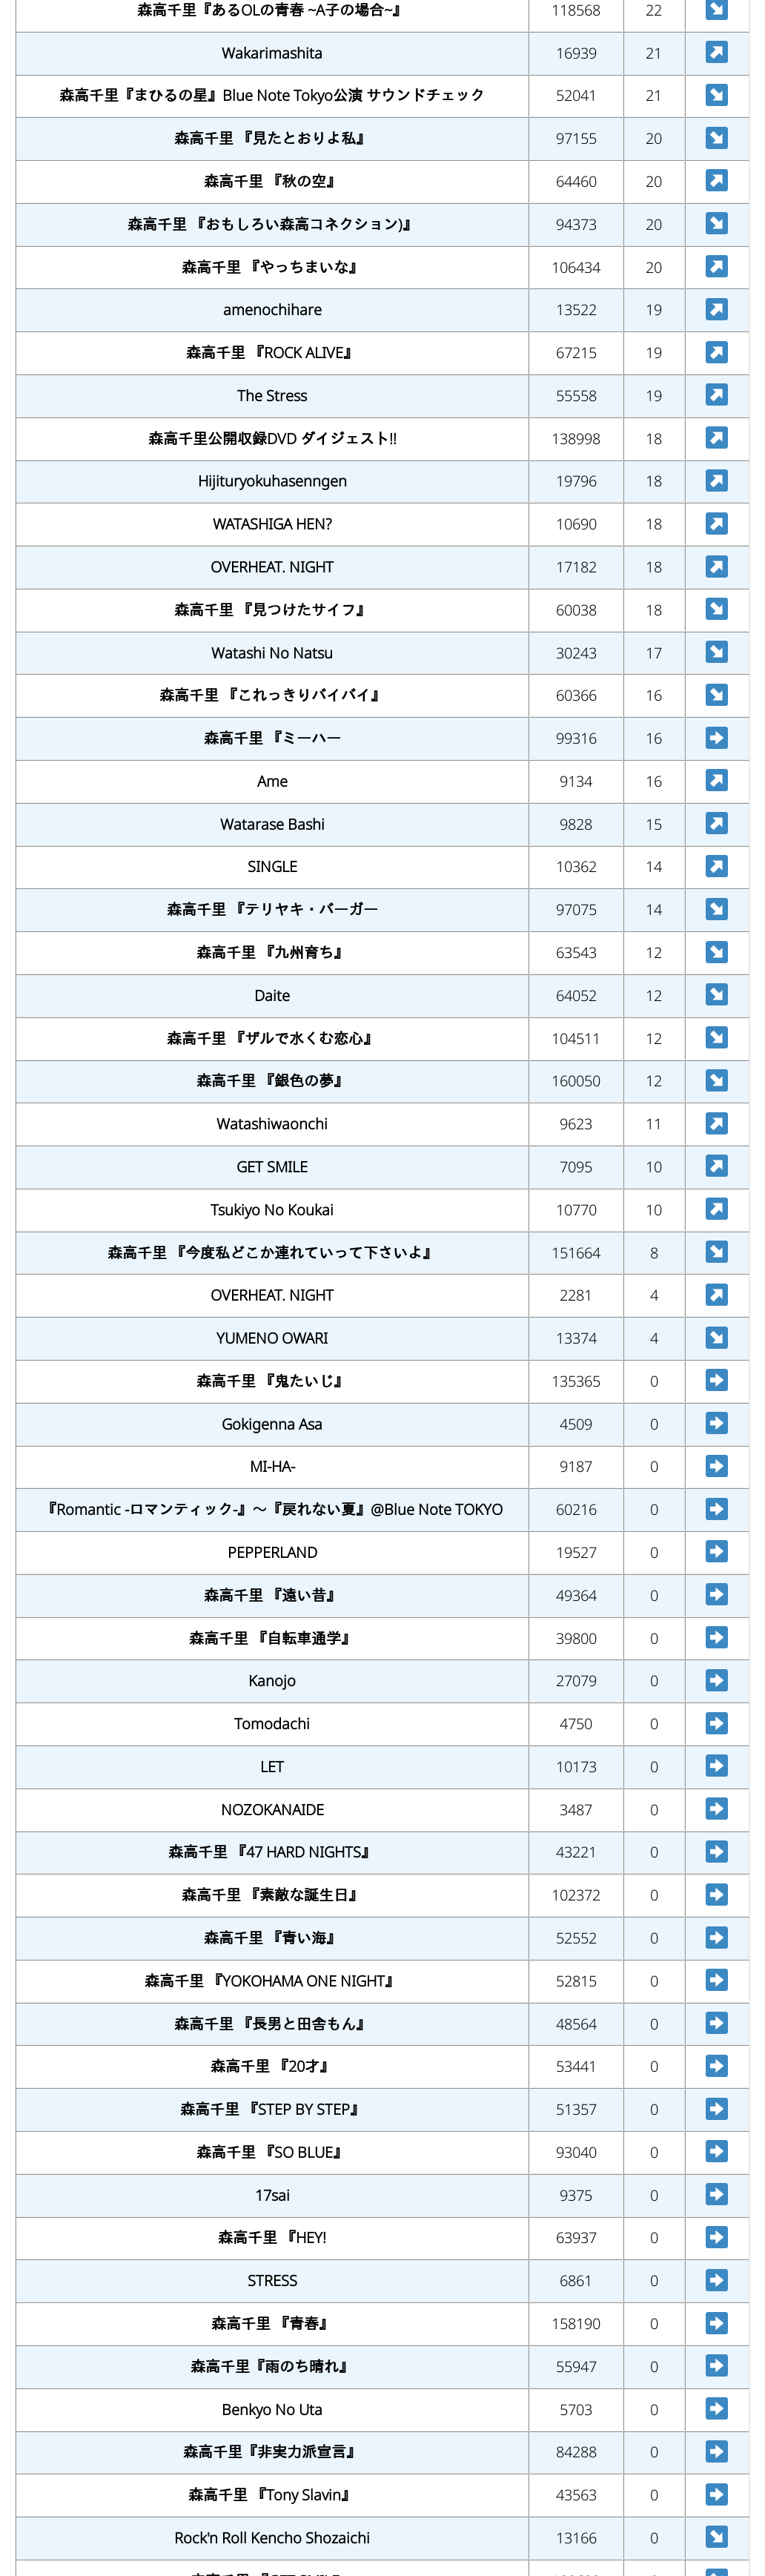 森高千里『あるOLの青春 ~A子の場合~』 118568 22
Wakarimashita 16939 21
森高千里『まひるの星』Blue Note Tokyo公演 サウンドチェック 52041 21
森高千里 『見たとおりよ私』 97155 20
森高千里 『秋の空』 64460 20
森高千里 『おもしろい森高コネクション)』 94373 20
森高千里 『やっちまいな』 106434 20
amenochihare 13522 19
森高千里 『ROCK ALIVE』 67215 19
The Stress 55558 19
森高千里公開収録DVD ダイジェスト!! 138998 18
Hijituryokuhasenngen 19796 18
WATASHIGA HEN? 10690 18
OVERHEAT. NIGHT 17182 18
森高千里 『見つけたサイフ』 60038 18
Watashi No Natsu 30243 17
森高千里 『これっきりバイバイ』 60366 16
森高千里 『ミーハー 99316 16
Ame 9134 16
Watarase Bashi 9828 15
SINGLE 10362 14
森高千里 『テリヤキ・バーガー 97075 14
森高千里 『九州育ち』 63543 12
Daite 64052 12
森高千里 『ザルで水くむ恋心』 104511 12
森高千里 『銀色の夢』 160050 12
Watashiwaonchi 9623 11
GET SMILE 7095 10
Tsukiyo No Koukai 10770 10
森高千里 『今度私どこか連れていって下さいよ』 151664 8
OVERHEAT. NIGHT 2281 4
YUMENO OWARI 13374 4
森高千里 『鬼たいじ』 135365 0
Gokigenna Asa 4509 0
MI-HA- 9187 0
『Romantic -ロマンティック-』～『戻れない夏』@Blue Note TOKYO 60216 0
PEPPERLAND 19527 0
森高千里 『遠い昔』 49364 0
森高千里 『自転車通学』 39800 0
Kanojo 27079 0
Tomodachi 4750 0
LET 10173 0
NOZOKANAIDE 3487 0
森高千里 『47 HARD NIGHTS』 43221 0
森高千里 『素敵な誕生日』 102372 0
森高千里 『青い海』 52552 0
森高千里 『YOKOHAMA ONE NIGHT』 52815 0
森高千里 『長男と田舎もん』 48564 0
森高千里 『20才』 53441 0
森高千里 『STEP BY STEP』 51357 0
森高千里 『SO BLUE』 93040 0
17sai 9375 0
森高千里 『HEY! 63937 0
STRESS 6861 0
森高千里 『青春』 158190 0
森高千里『雨のち晴れ』 55947 0
Benkyo No Uta 5703 0
森高千里『非実力派宣言』 84288 0
森高千里 『Tony Slavin』 43563 0
Rock'n Roll Kencho Shozaichi 13166 0